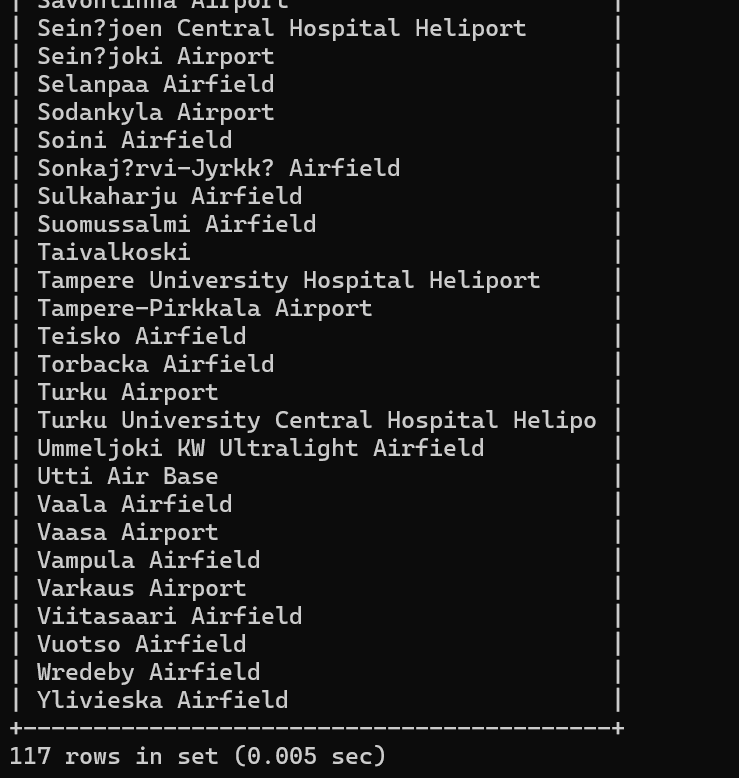 | Savonlinna Airport |
| Sein?joen Central Hospital Heliport |
| Sein?joki Airport |
| Selanpaa Airfield |
| Sodankyla Airport |
| Soini Airfield |
| Sonkaj?rvi-Jyrkk? Airfield |
| Sulkaharju Airfield |
| Suomussalmi Airfield |
| Taivalkoski |
| Tampere University Hospital Heliport |
| Tampere-Pirkkala Airport |
| Teisko Airfield |
| Torbacka Airfield |
| Turku Airport |
| Turku University Central Hospital Helipo |
| Ummeljoki KW Ultralight Airfield |
| Utti Air Base |
| Vaala Airfield |
| Vaasa Airport |
| Vampula Airfield |
| Varkaus Airport |
| Viitasaari Airfield |
| Vuotso Airfield |
| Wredeby Airfield |
| Ylivieska Airfield |
+------------------------------------------+
117 rows in set (0.005 sec)